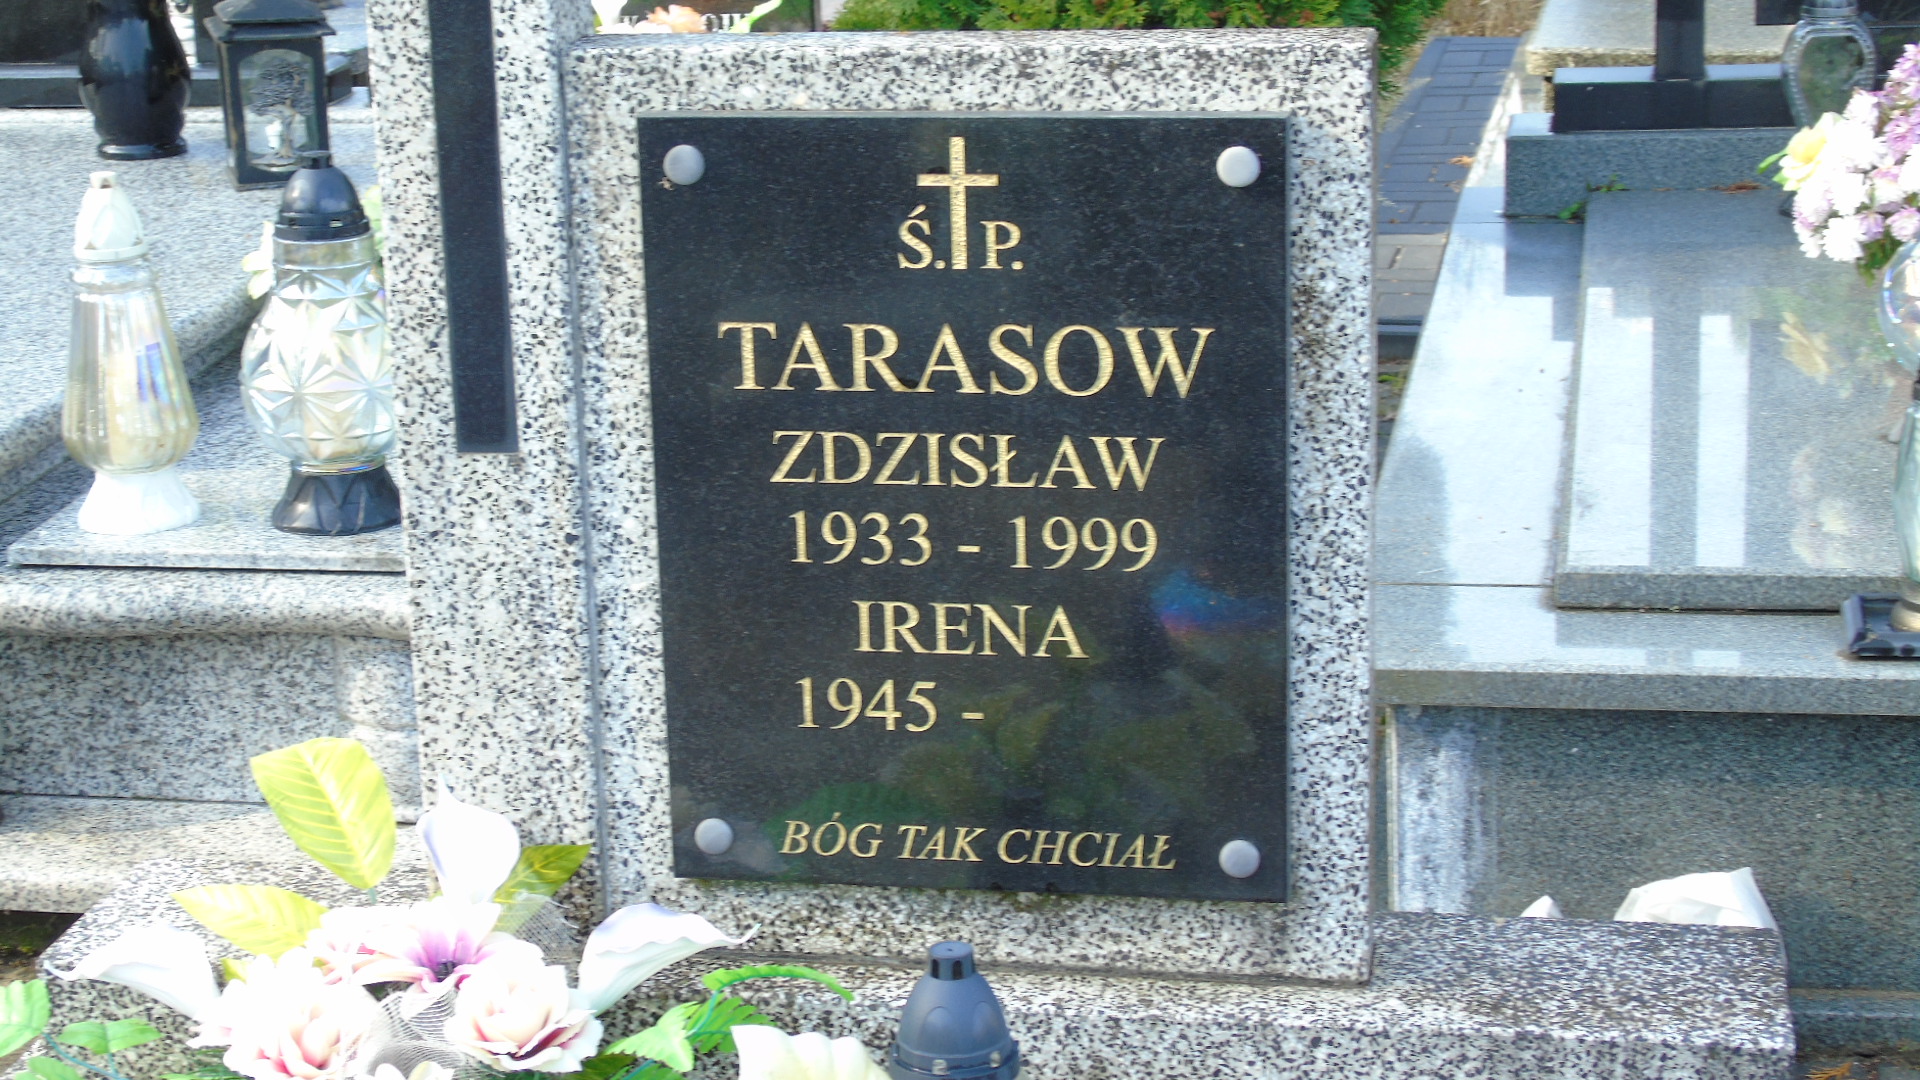 Ś. P.
TARASOW
ZDZISŁAW
1933 - 1999
IRENA
1945 -
BÓG TAK CHCIAŁ